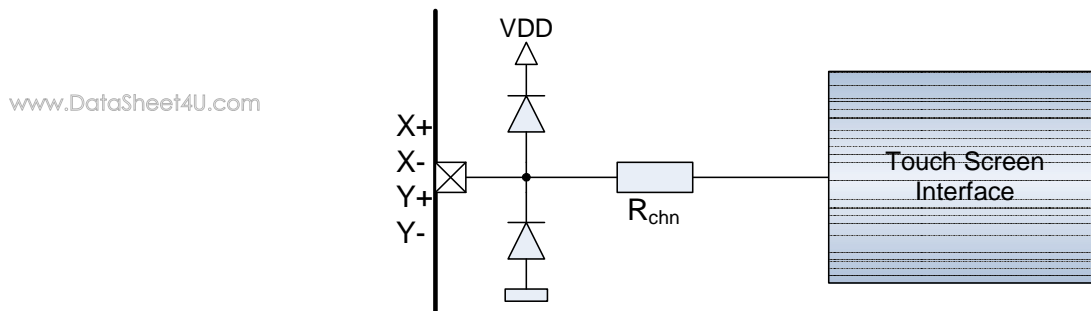 VDD
www.DataSheet4U.com
X+
X-
Y+
Y-
Rchn
Touch Screen
Interface